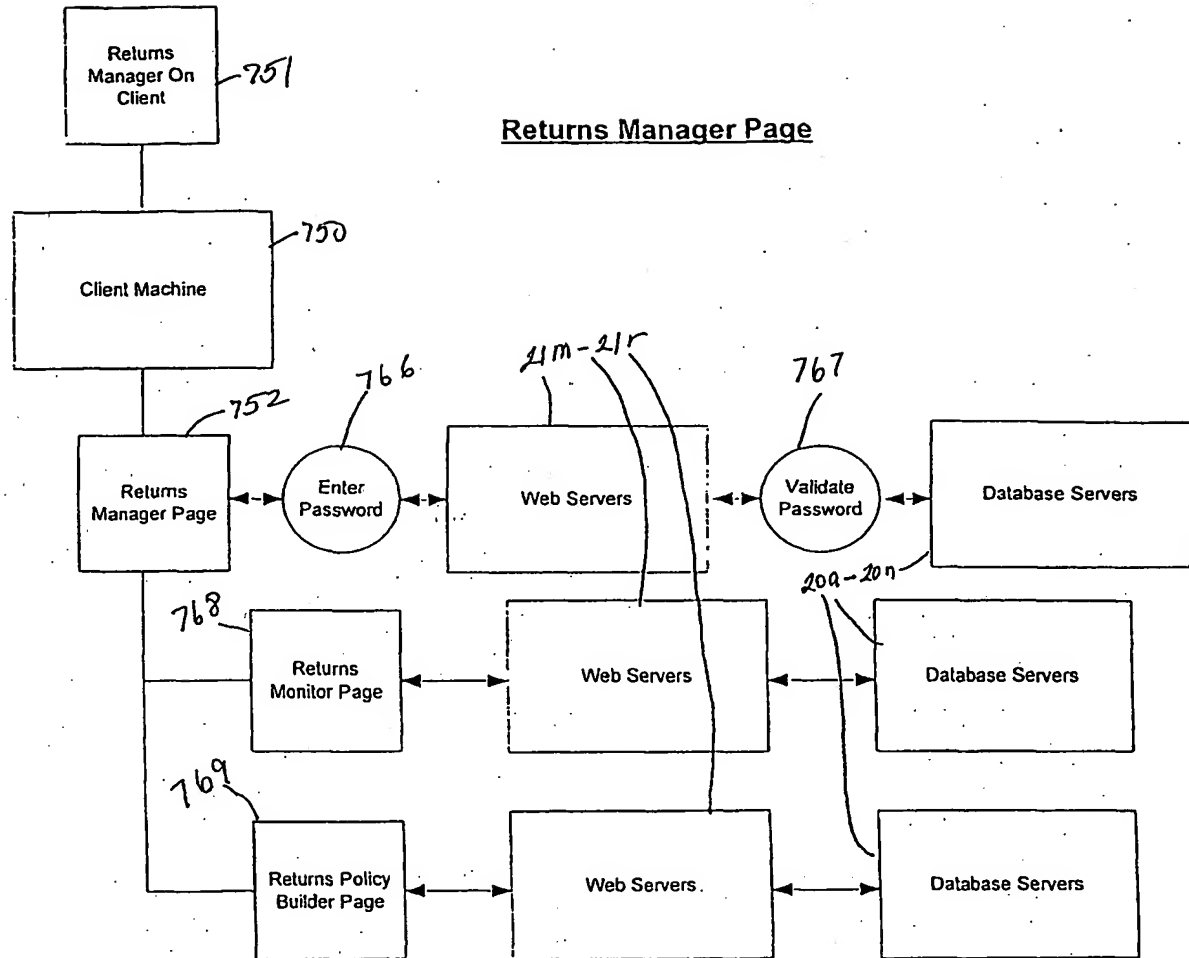 Returns
Manager On
Client
751
Returns Manager Page
750
Client Machine
21m-21r
766
767
752
Returns
Manager Page
Enter
Password
Web Servers
Validate
Password
Database Servers
20a-20n
768
Returns
Monitor Page
Web Servers
Database Servers
769
Returns Policy
Builder Page
Web Servers
Database Servers